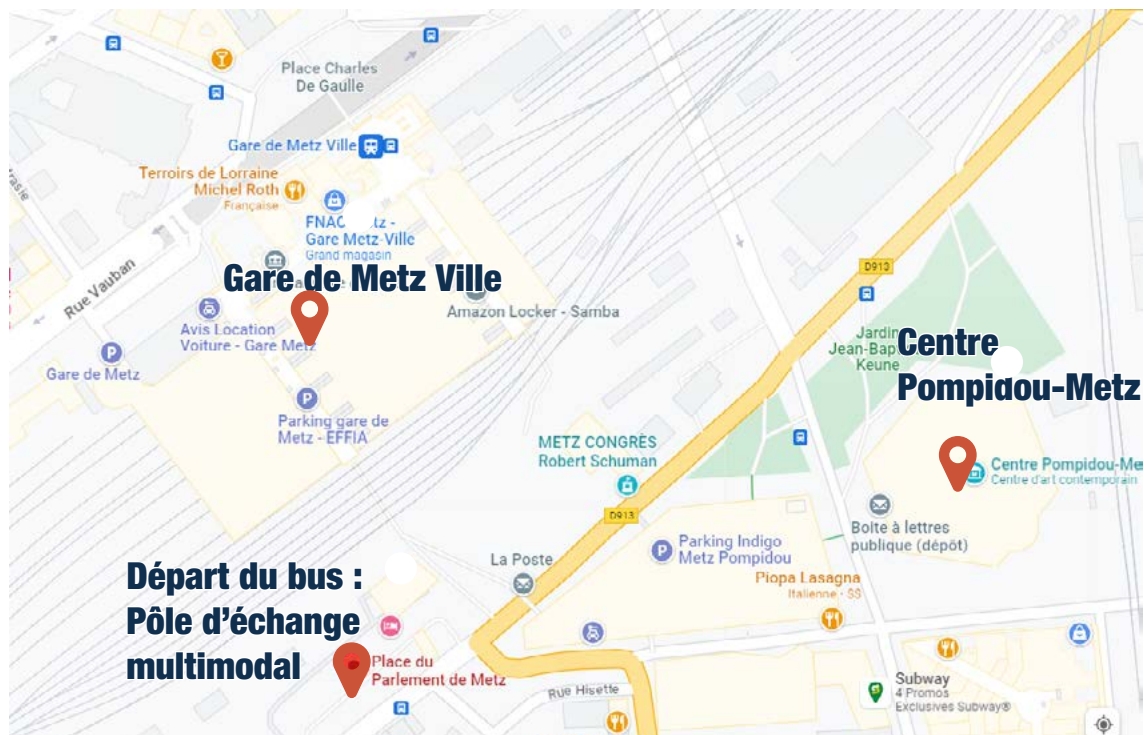 Place Charles
De Gaulle
Gare de Metz Ville
Terroirs de Lorraine
Michel Roth
Française
FNAC
Gare Metz-Ville
Grand magasin
Gare de Metz Ville
Rue Vauban
Avis Location
Voiture - Gare Metz
Amazon Locker - Samba
P
Gare de Metz
P
Parking gare de
Metz - EFFIA
D913
Jardin
Jean-Bap
Keune
Centre
Pompidou-Metz
METZ CONGRÈS
Robert Schuman
Centre Pompidou-Me
Centre d'art contemporain
D913
Boîte à lettres
publique (dépôt)
P
Parking Indigo
Metz Pompidou
La Poste
Piopa Lasagna
Italienne · $$
Départ du bus :
Pôle d'échange
multimodal
Place du
Parlement de Metz
Rue Hisette
Subway
4 Promos
Exclusives Subway®